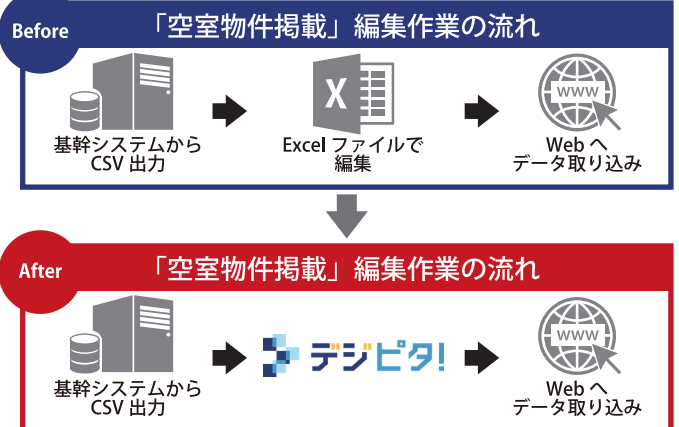 Before
「空室物件掲載」編集作業の流れ
基幹システムから
CSV 出力
X
Excel ファイルで
編集
WWW
Web へ
データ取り込み
After
「空室物件掲載」編集作業の流れ
基幹システムから
CSV 出力
デジピタ!
WWW
Web へ
データ取り込み